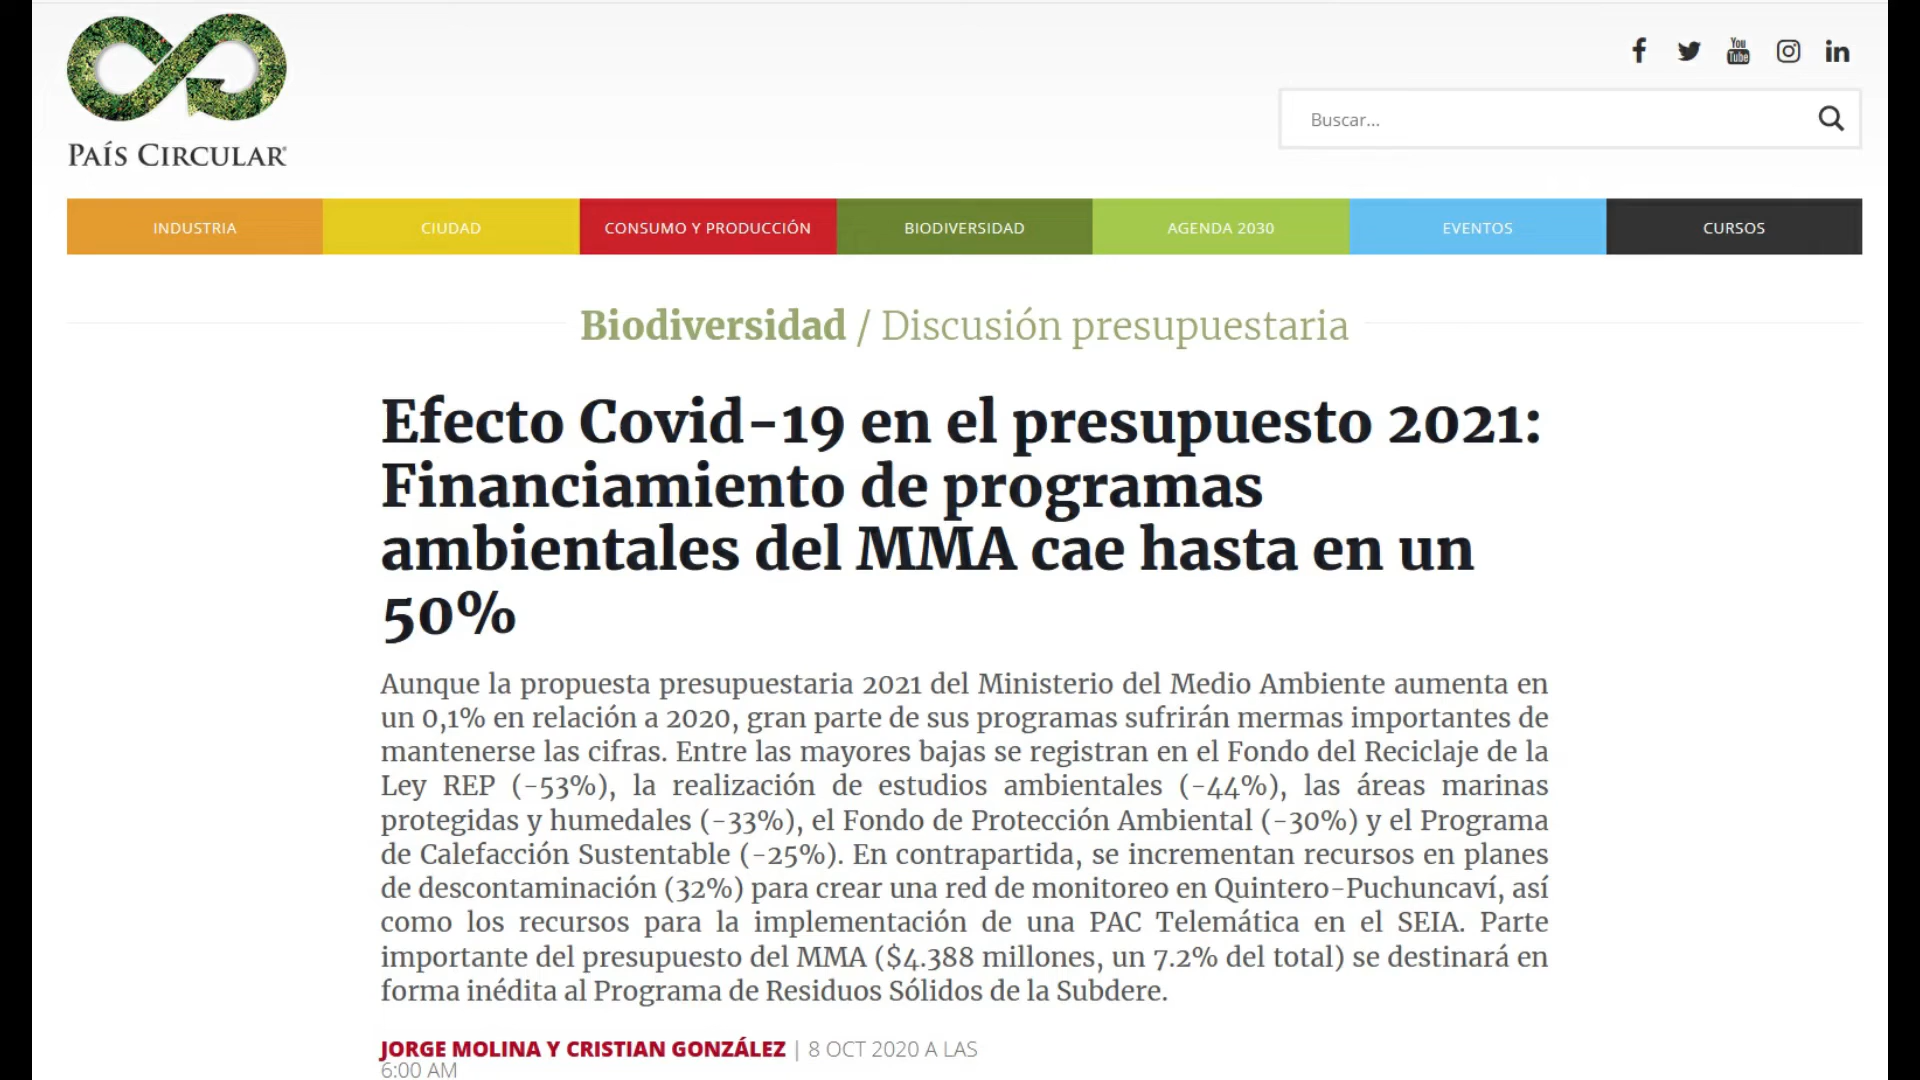 PAÍS CIRCULAR
You
Tube
Buscar...
INDUSTRIA
CIUDAD
CONSUMO Y PRODUCCIÓN
BIODIVERSIDAD
AGENDA 2030
EVENTOS
CURSOS
Biodiversidad / Discusión presupuestaria
Efecto Covid-19 en el presupuesto 2021:
Financiamiento de programas
ambientales del MMA cae hasta en un
50%
Aunque la propuesta presupuestaria 2021 del Ministerio del Medio Ambiente aumenta en
un 0,1% en relación a 2020, gran parte de sus programas sufrirán mermas importantes de
mantenerse las cifras. Entre las mayores bajas se registran en el Fondo del Reciclaje de la
Ley REP (-53%), la realización de estudios ambientales (-44%), las áreas marinas
protegidas y humedales (-33%), el Fondo de Protección Ambiental (-30%) y el Programa
de Calefacción Sustentable (-25%). En contrapartida, se incrementan recursos en planes
de descontaminación (32%) para crear una red de monitoreo en Quintero-Puchuncaví, así
como los recursos para la implementación de una PAC Telemática en el SEIA. Parte
importante del presupuesto del MMA ($4.388 millones, un 7.2% del total) se destinará en
forma inédita al Programa de Residuos Sólidos de la Subdere.
JORGE MOLINA Y CRISTIAN GONZÁLEZ | 8 OCT 2020 A LAS
6:00 AM